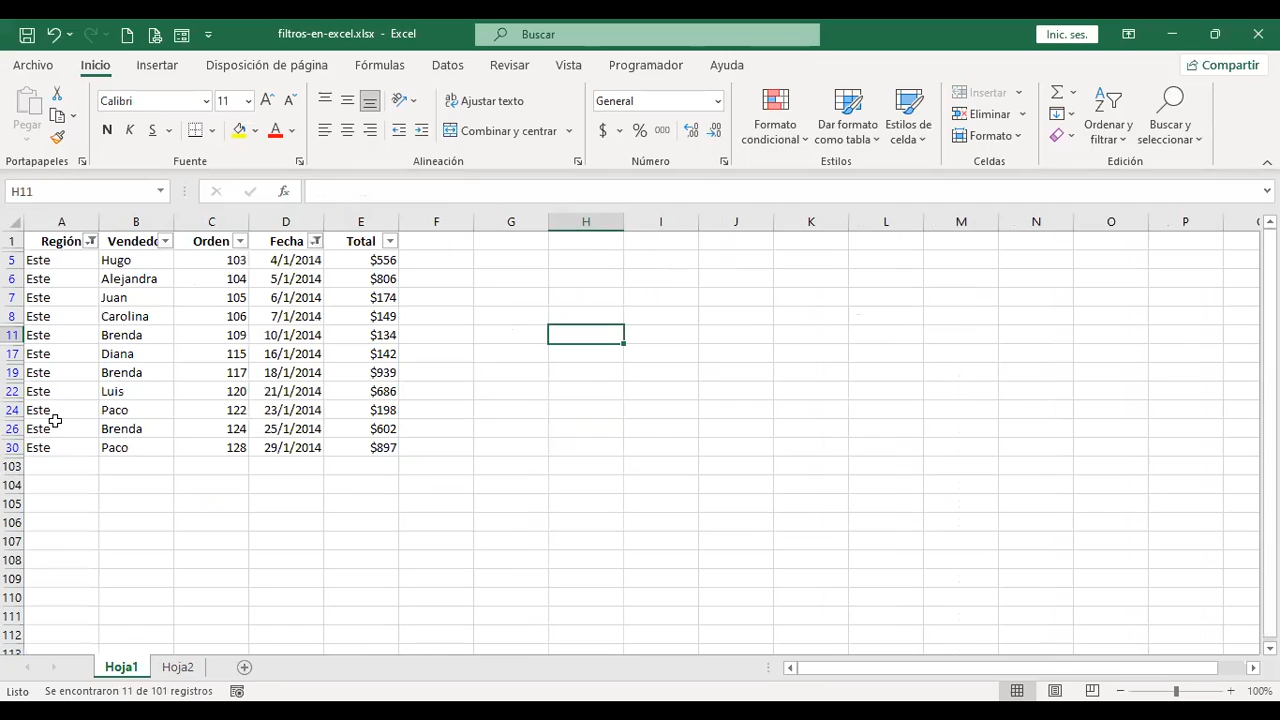 filtros-en-excel.xlsx - Excel
Buscar
Inic. ses.
Archivo Inicio Insertar Disposición de página Fórmulas Datos Revisar Vista Programador Ayuda Compartir
Pegar
Calibri 11
N K S A
Ajustar texto
Combinar y centrar
General
$ % 000
Formato condicional
Dar formato como tabla
Estilos de celda
Insertar
Eliminar
Formato
Ordenar y filtrar
Buscar y seleccionar
Portapapeles Fuente Alineación Número Estilos Celdas Edición
H11 fx
A B C D E F G H I J K L M N O P
1 Región Vended Orden Fecha Total
5 Este Hugo 103 4/1/2014 $556
6 Este Alejandra 104 5/1/2014 $806
7 Este Juan 105 6/1/2014 $174
8 Este Carolina 106 7/1/2014 $149
11 Este Brenda 109 10/1/2014 $134
17 Este Diana 115 16/1/2014 $142
19 Este Brenda 117 18/1/2014 $939
22 Este Luis 120 21/1/2014 $686
24 Este Paco 122 23/1/2014 $198
26 Este Brenda 124 25/1/2014 $602
30 Este Paco 128 29/1/2014 $897
103
104
105
106
107
108
109
110
111
112
113
Hoja1 Hoja2
Listo Se encontraron 11 de 101 registros 100%